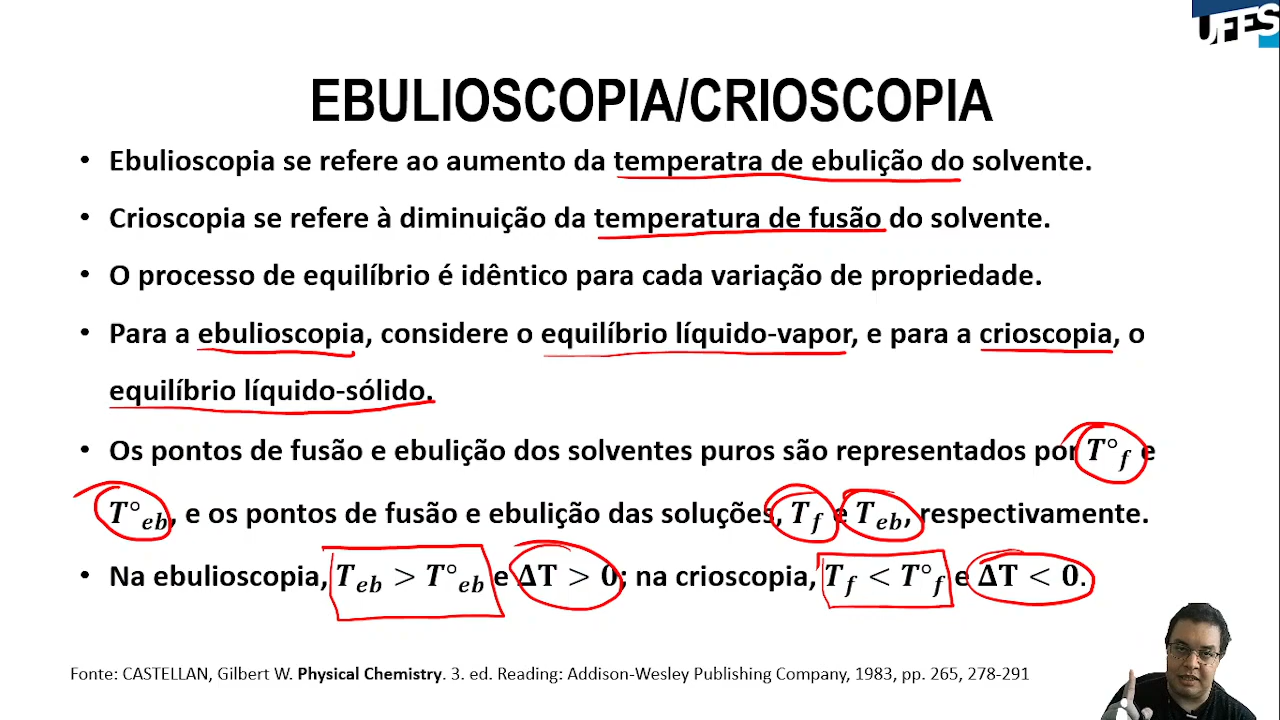 UFES
EBULIOSCOPIA/CRIOSCOPIA
• Ebulioscopia se refere ao aumento da temperatra de ebulição do solvente.
• Crioscopia se refere à diminuição da temperatura de fusão do solvente.
• O processo de equilíbrio é idêntico para cada variação de propriedade.
• Para a ebulioscopia, considere o equilíbrio líquido-vapor, e para a crioscopia, o
equilíbrio líquido-sólido.
• Os pontos de fusão e ebulição dos solventes puros são representados por T°f e
T°eb, e os pontos de fusão e ebulição das soluções, Tf e Teb, respectivamente.
• Na ebulioscopia, Teb > T°eb e ΔT > 0; na crioscopia, Tf < T°f e ΔT < 0.
Fonte: CASTELLAN, Gilbert W. Physical Chemistry. 3. ed. Reading: Addison-Wesley Publishing Company, 1983, pp. 265, 278-291